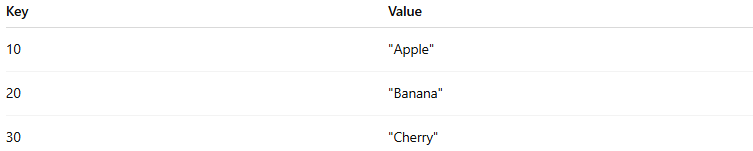 Key Value
10 "Apple"
20 "Banana"
30 "Cherry"